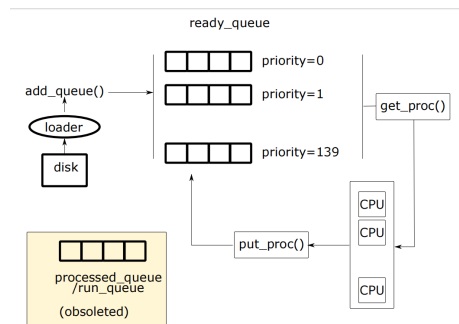 ready_queue
priority=0
add_queue()
priority=1
get_proc()
loader
disk
priority=139
CPU
CPU
put_proc()
CPU
processed_queue
/run_queue
(obsoleted)